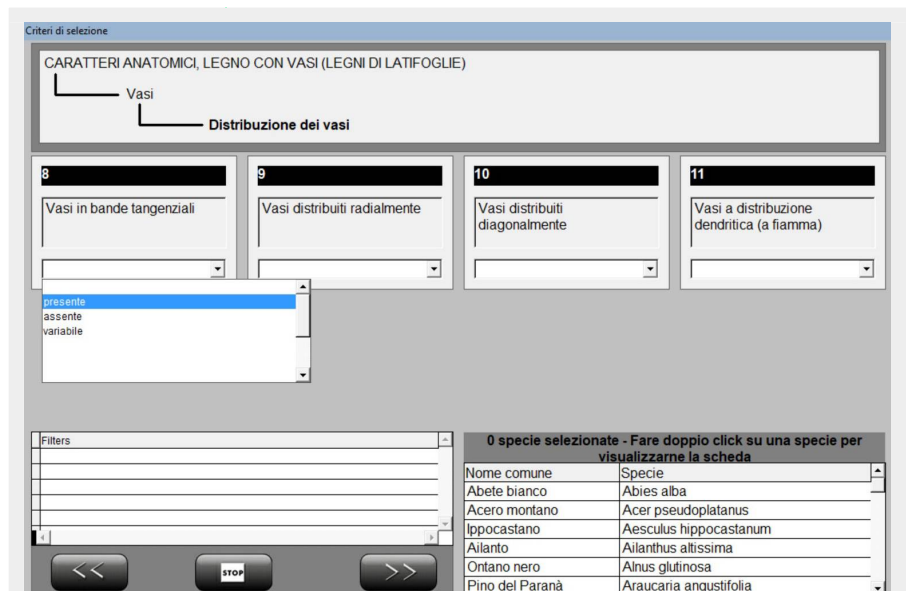 Criteri di selezione
CARATTERI ANATOMICI, LEGNO CON VASI (LEGNI DI LATIFOGLIE)
Vasi
Distribuzione dei vasi
8
Vasi in bande tangenziali
9
Vasi distribuiti radialmente
10
Vasi distribuiti
diagonalmente
11
Vasi a distribuzione
dendritica (a fiamma)
presente
assente
variabile
Filters
<<
STOP
>>
0 specie selezionate - Fare doppio click su una specie per
visualizzarne la scheda
Nome comune Specie
Abete bianco Abies alba
Acero montano Acer pseudoplatanus
Ippocastano Aesculus hippocastanum
Ailanto Ailanthus altissima
Ontano nero Alnus glutinosa
Pino del Paranà Araucaria angustifolia